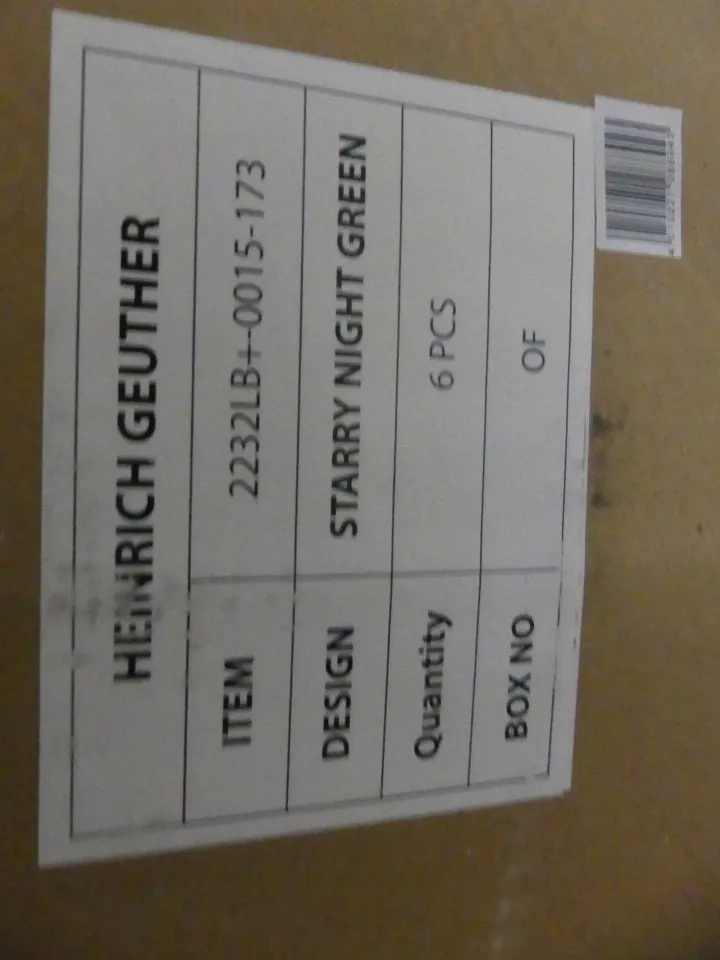 HEINRICH GEUTHER
ITEM 2232LB+-0015-173
DESIGN STARRY NIGHT GREEN
Quantity 6 PCS
BOX NO OF